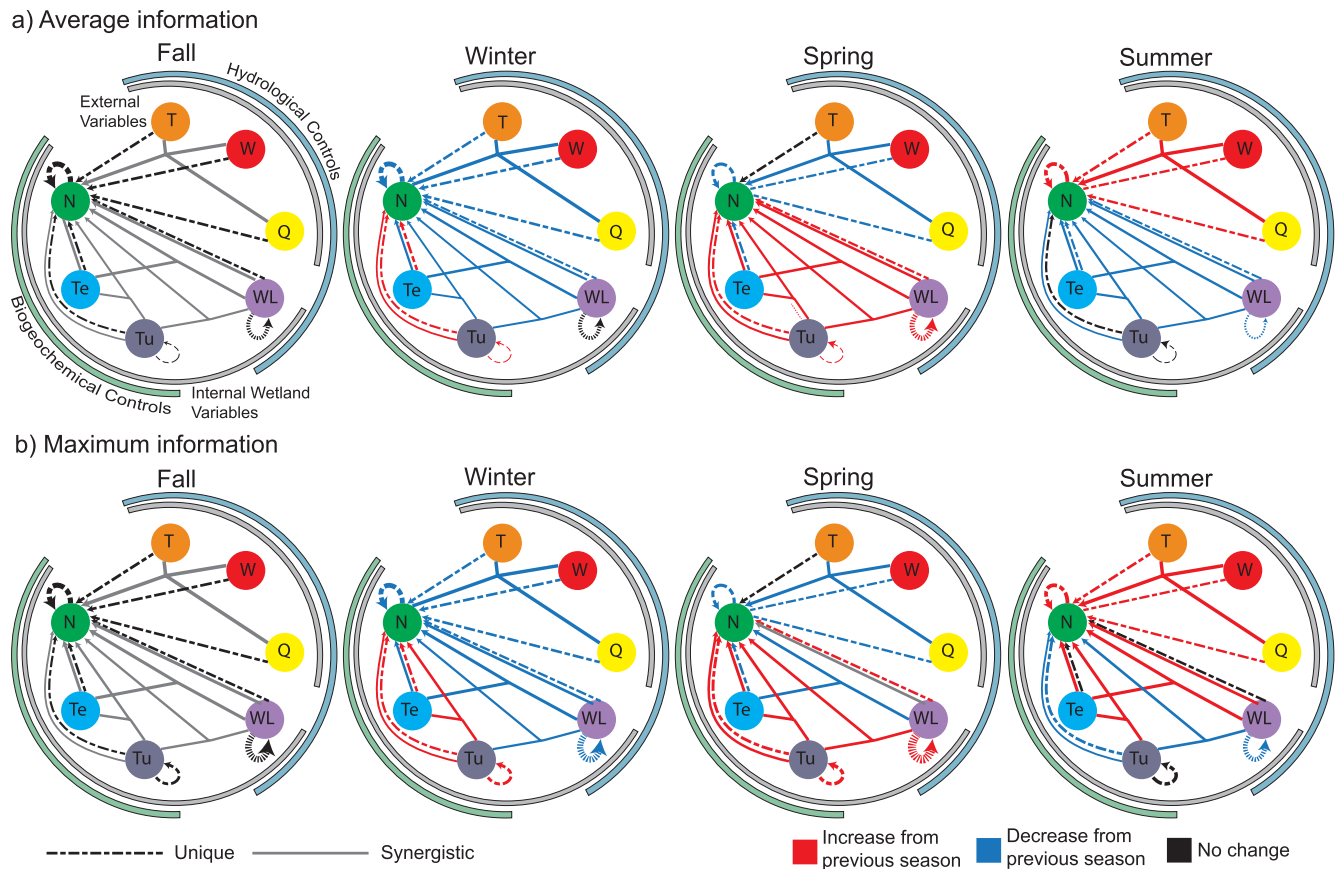 a) Average information
Fall
Winter
Spring
Summer
External
Variables
Hydrological Controls
T
W
N
Q
Te
WL
Tu
Biogeochemical Controls
Internal Wetland
Variables
T
W
N
Q
Te
WL
Tu
T
W
N
Q
Te
WL
Tu
T
W
N
Q
Te
WL
Tu
b) Maximum information
Fall
Winter
Spring
Summer
T
W
N
Q
Te
WL
Tu
T
W
N
Q
Te
WL
Tu
T
W
N
Q
Te
WL
Tu
T
W
N
Q
Te
WL
Tu
Unique
Synergistic
Increase from
previous season
Decrease from
previous season
No change